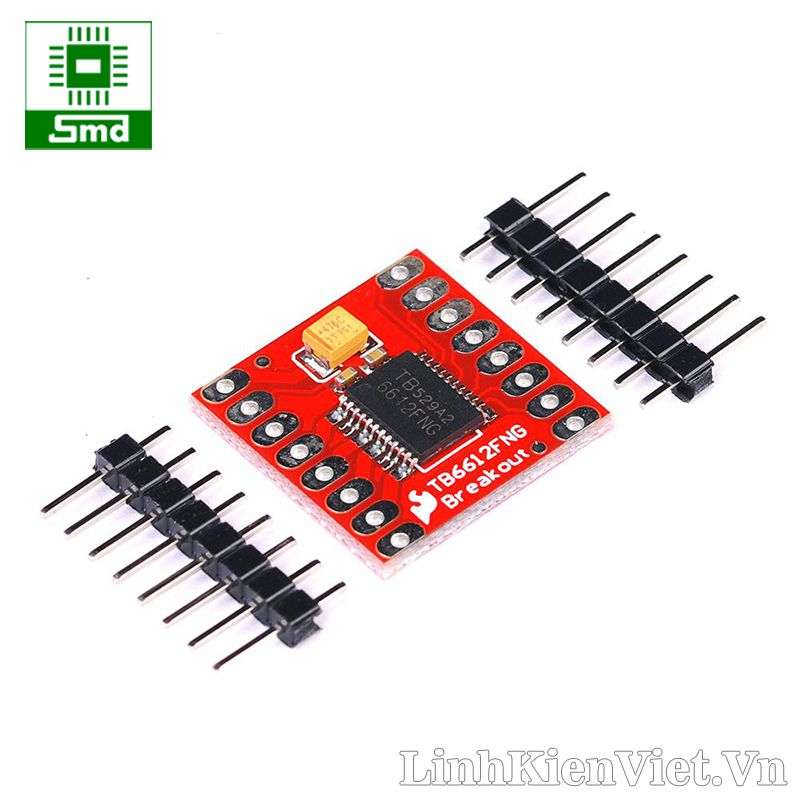 Smd
TB529A2
6612FNG
TB6612FNG
Breakout
LinhKienViet.Vn